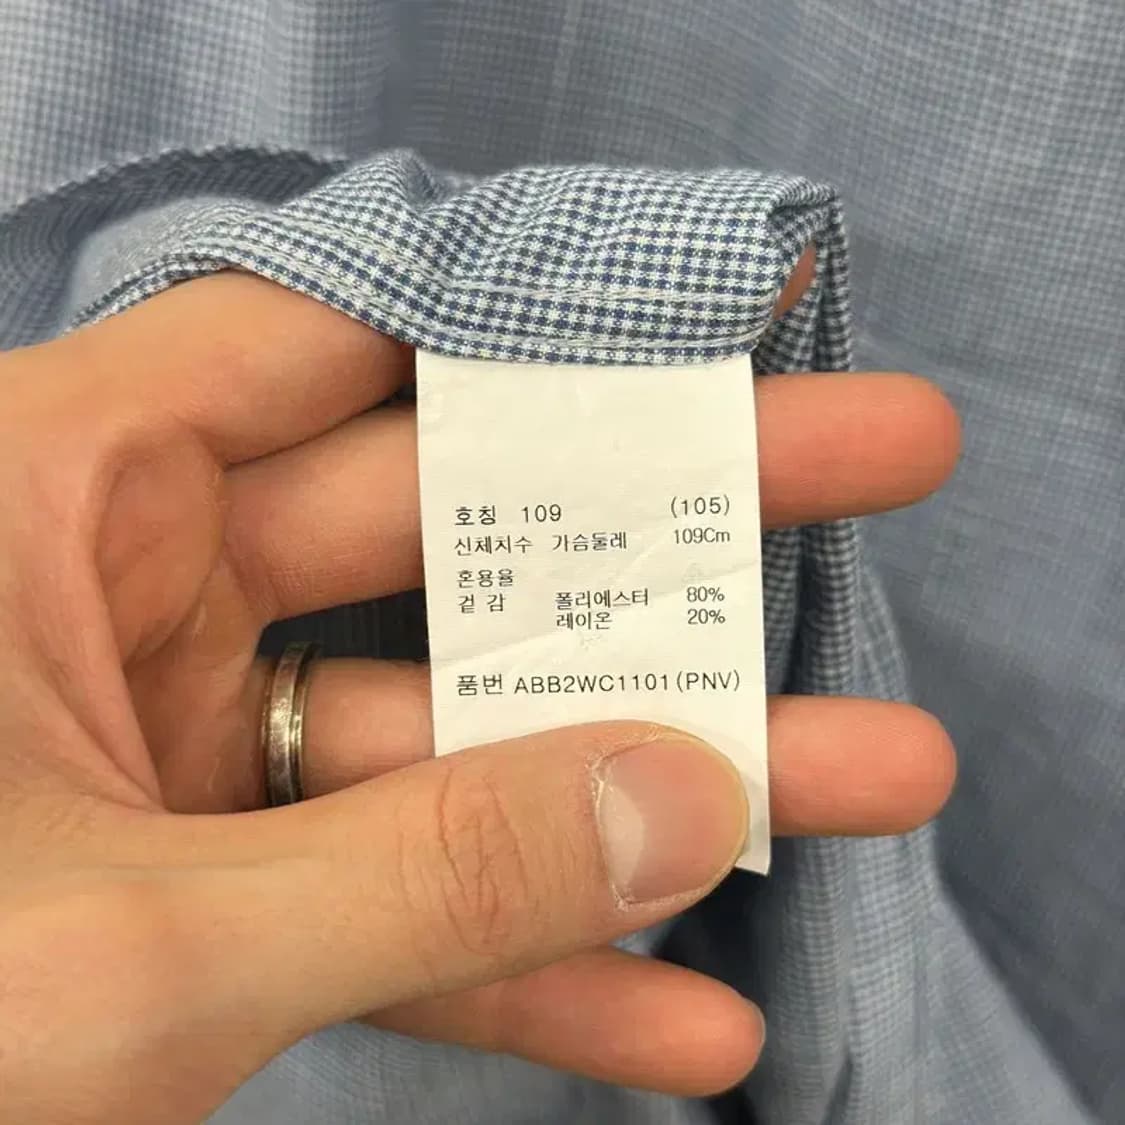 호칭 109 (105)
신체치수 가슴둘레 109Cm
혼용율
겉 감 폴리에스터 80%
레이온 20%
품번 ABB2WC1101(PNV)